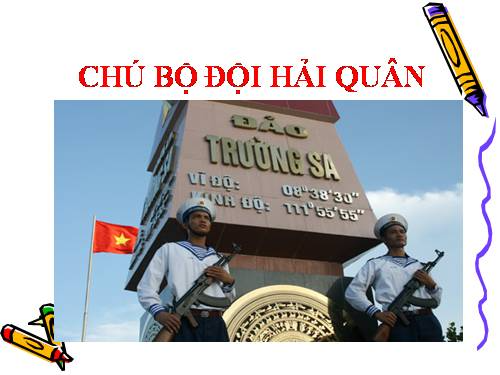 CHÚ BỘ ĐỘI HẢI QUÂN
ĐẢO
TRƯỜNG SA
VĨ ĐỘ: 08°38'30"
KINH ĐỘ: 111°55'55"